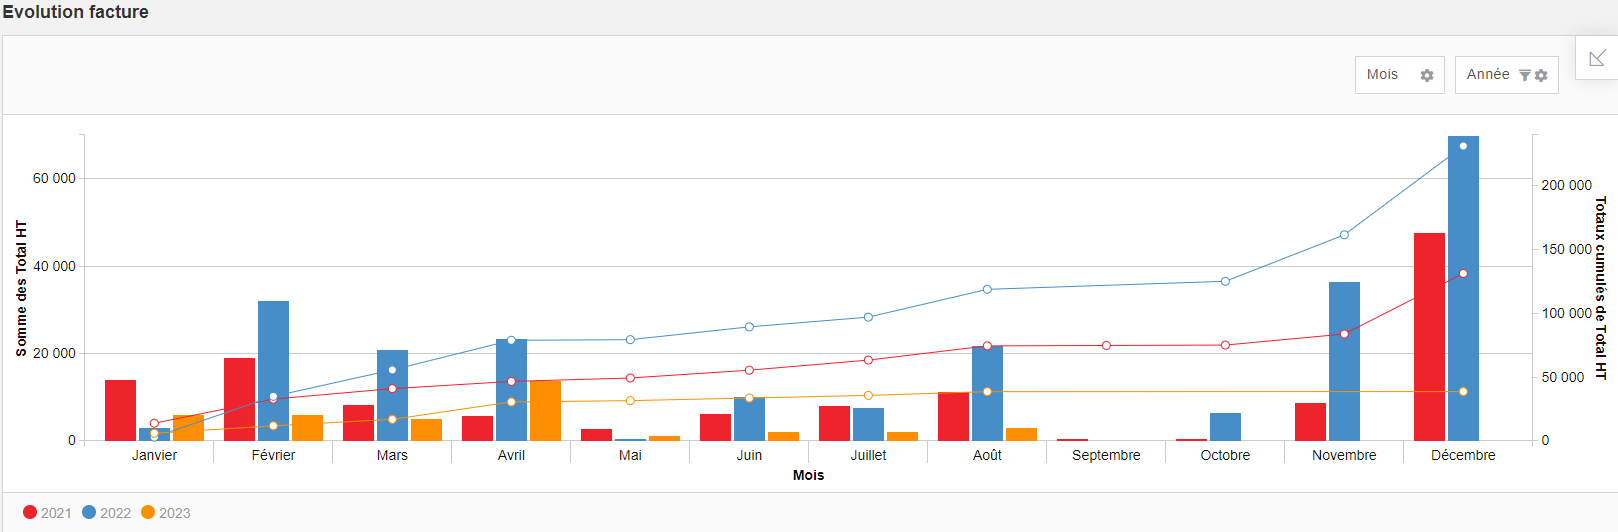 Evolution facture
Mois
Année
60 000
40 000
20 000
0
Somme des Total HT
200 000
150 000
100 000
50 000
0
Totaux cumulés de Total HT
Janvier Février Mars Avril Mai Juin Juillet Août Septembre Octobre Novembre Décembre
Mois
2021 2022 2023